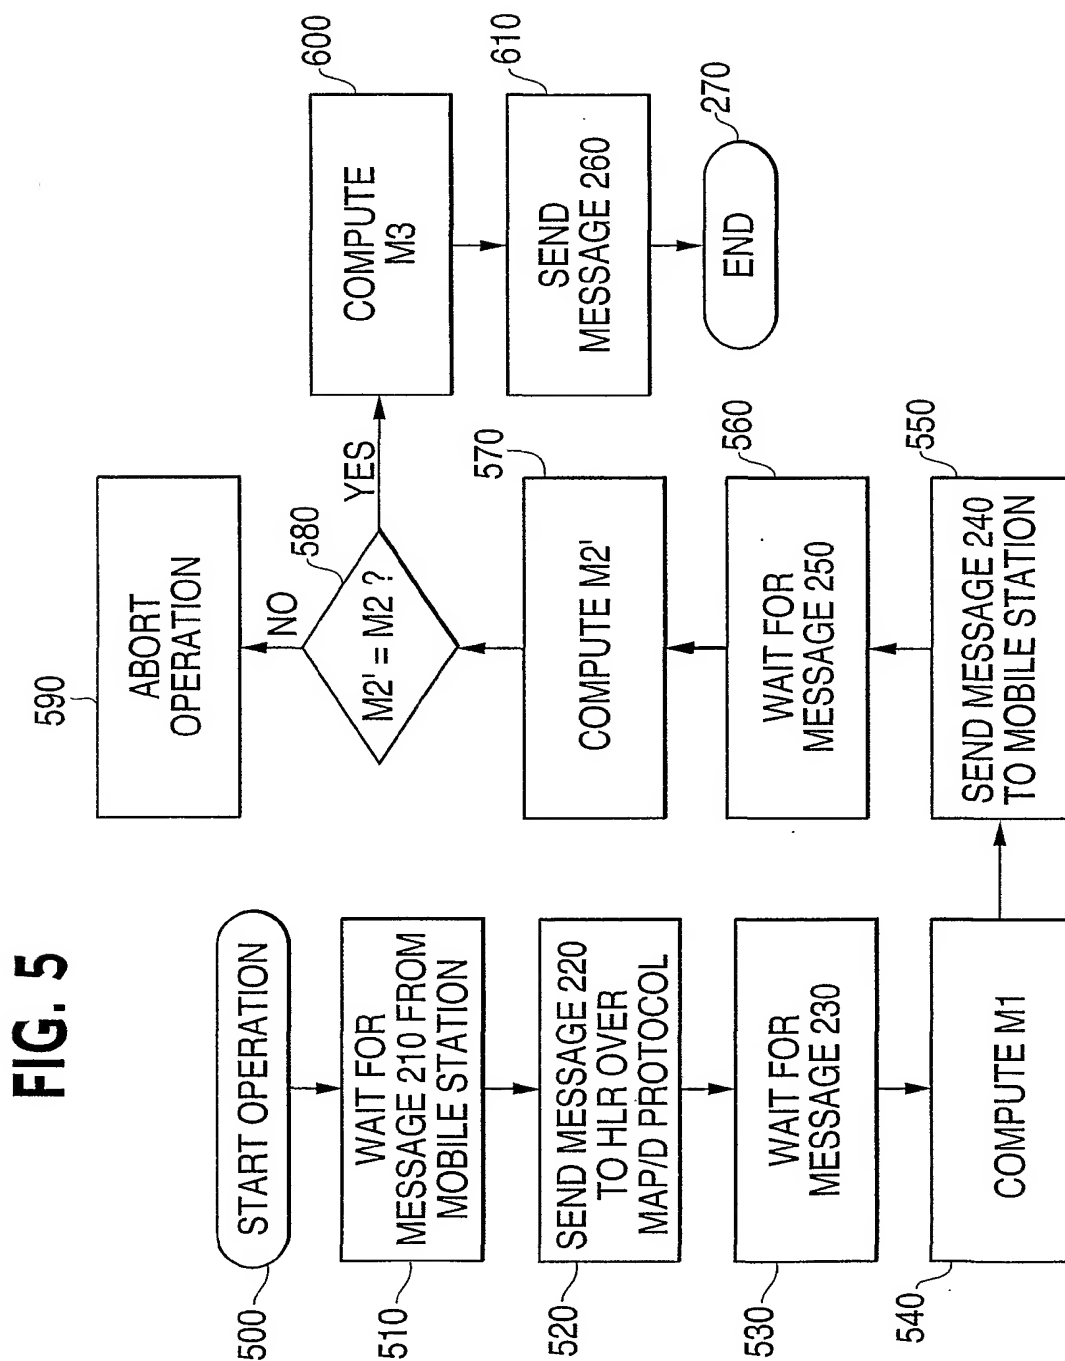 FIG. 5
START OPERATION
500
WAIT FOR
MESSAGE 210 FROM
MOBILE STATION
510
SEND MESSAGE 220
TO HLR OVER
MAP/D PROTOCOL
520
WAIT FOR
MESSAGE 230
530
COMPUTE M1
540
SEND MESSAGE 240
TO MOBILE STATION
550
WAIT FOR
MESSAGE 250
560
COMPUTE M2'
570
M2' = M2 ?
580
NO
YES
ABORT
OPERATION
590
COMPUTE
M3
600
SEND
MESSAGE 260
610
END
270